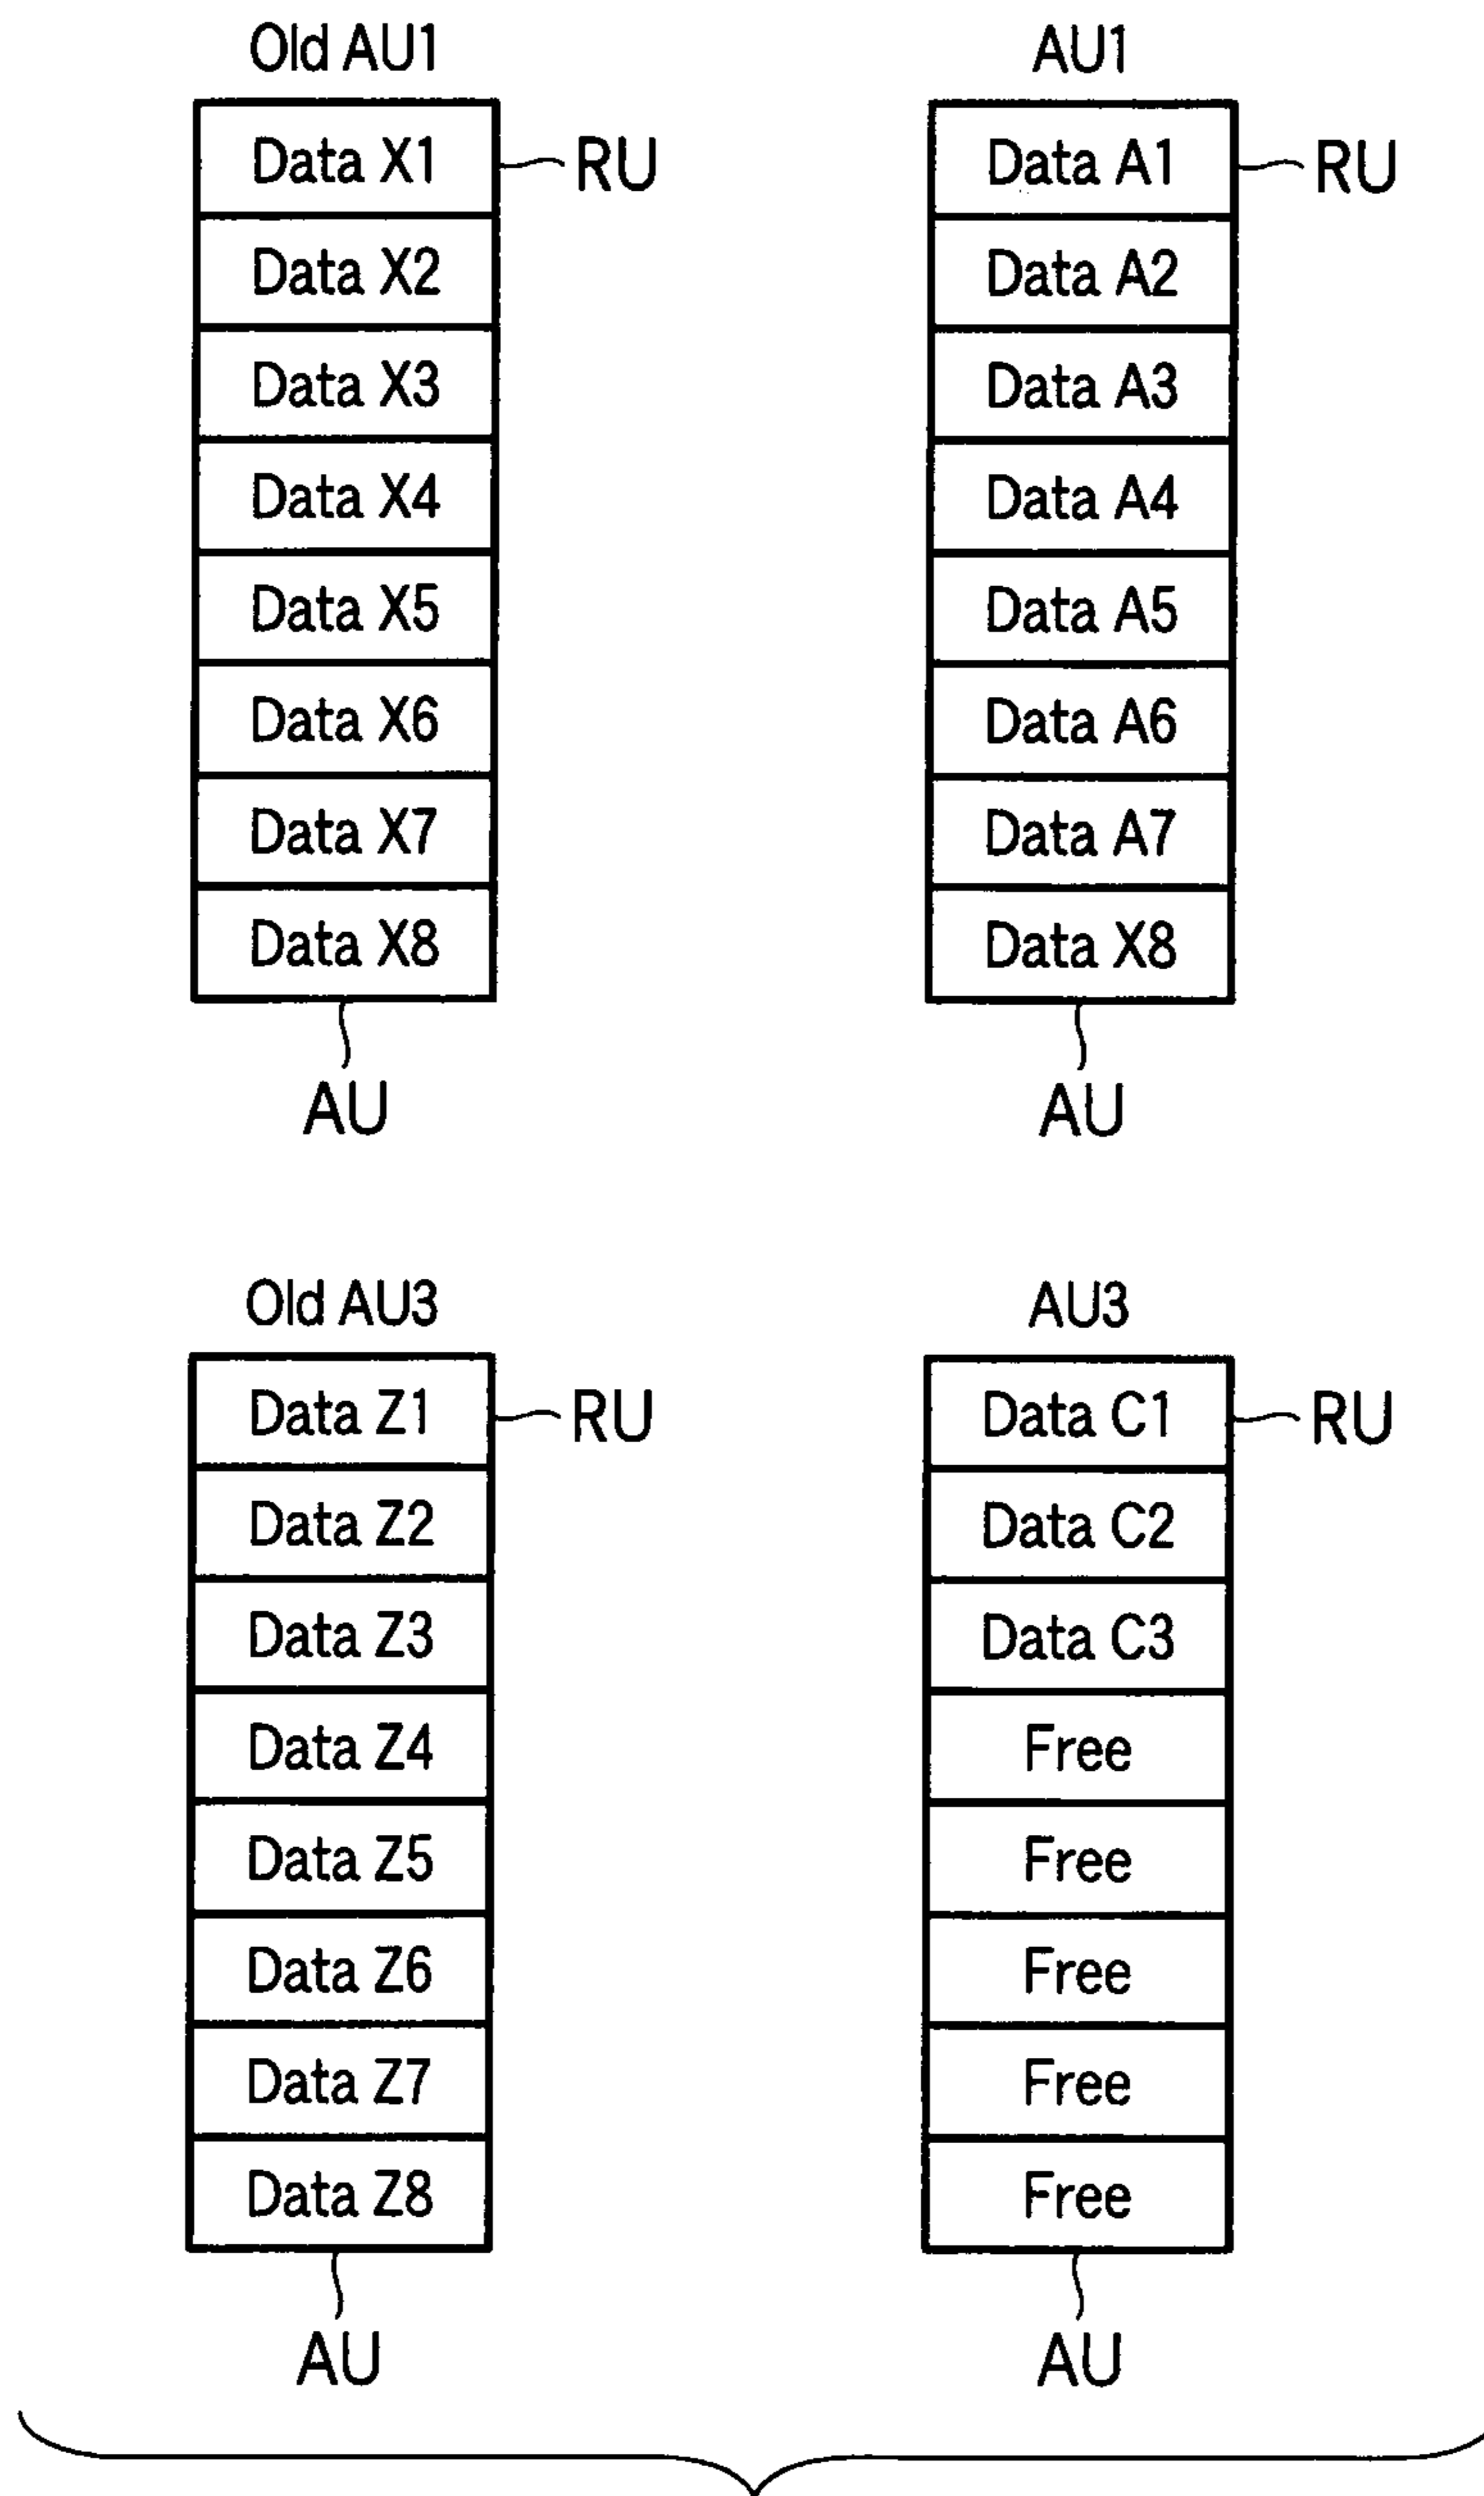 Old AU1
Data X1
RU
Data X2
Data X3
Data X4
Data X5
Data X6
Data X7
Data X8
AU
AU1
Data A1
RU
Data A2
Data A3
Data A4
Data A5
Data A6
Data A7
Data X8
AU
Old AU3
Data Z1
RU
Data Z2
Data Z3
Data Z4
Data Z5
Data Z6
Data Z7
Data Z8
AU
AU3
Data C1
RU
Data C2
Data C3
Free
Free
Free
Free
Free
AU